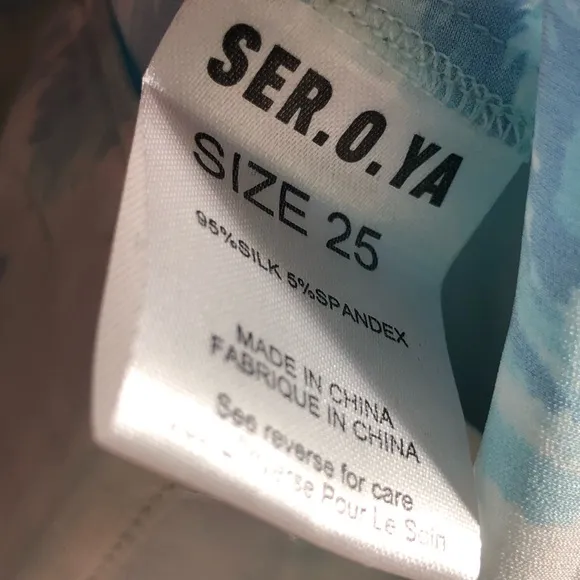 SER.O.YA
SIZE 25
95%SILK 5%SPANDEX
MADE IN CHINA
FABRIQUE IN CHINA
See reverse for care
Pour Le Soin